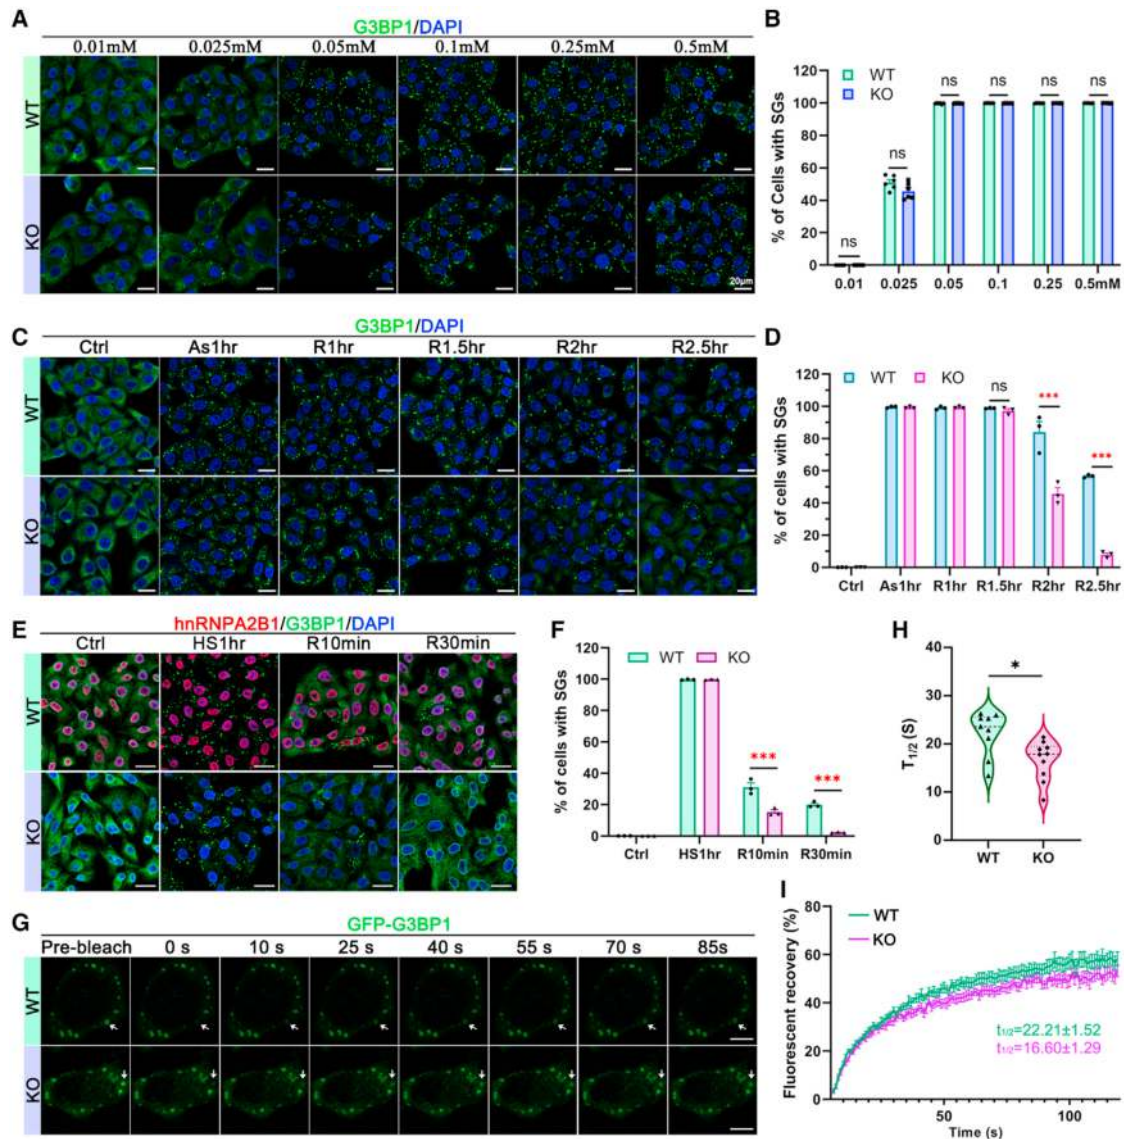 A
G3BP1/DAPI
0.01mM 0.025mM 0.05mM 0.1mM 0.25mM 0.5mM
WT
KO
20μm
B
WT
KO
% of Cells with SGs
120
100
80
60
40
20
0
ns ns ns ns ns ns
0.01 0.025 0.05 0.1 0.25 0.5mM
C
G3BP1/DAPI
Ctrl As1hr R1hr R1.5hr R2hr R2.5hr
WT
KO
D
WT KO
% of cells with SGs
120
100
80
60
40
20
0
ns *** ***
Ctrl As1hr R1hr R1.5hr R2hr R2.5hr
E
hnRNPA2B1/G3BP1/DAPI
Ctrl HS1hr R10min R30min
WT
KO
F
WT KO
% of cells with SGs
120
100
80
60
40
20
0
*** ***
Ctrl HS1hr R10min R30min
H
T1/2 (S)
40
30
20
10
0
*
WT KO
G
GFP-G3BP1
Pre-bleach 0 s 10 s 25 s 40 s 55 s 70 s 85s
WT
KO
I
WT
KO
Fluorescent recovery (%)
80
60
40
20
0
t1/2=22.21±1.52
t1/2=16.60±1.29
50 100
Time (s)